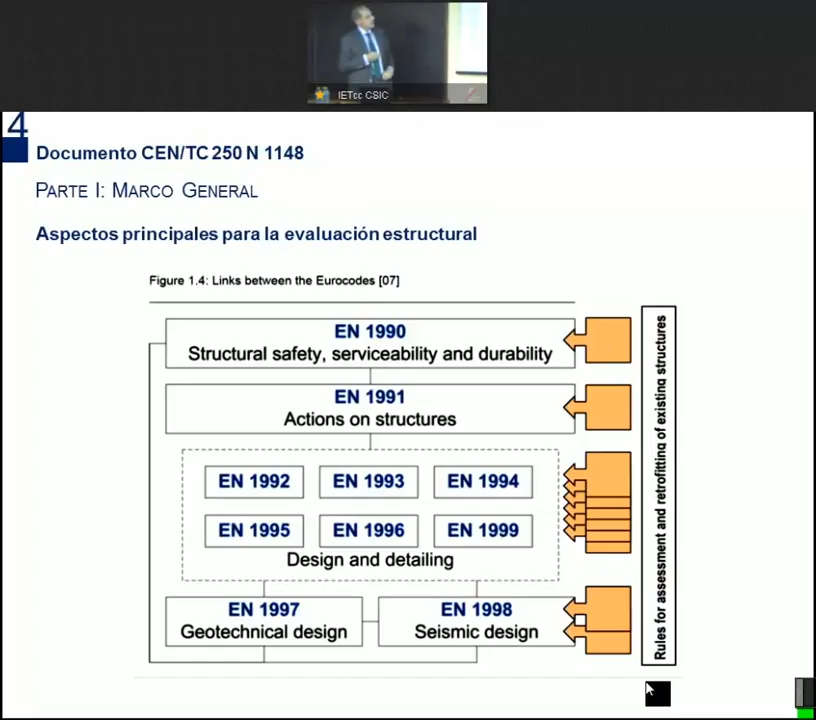 IETcc CSIC
4
Documento CEN/TC 250 N 1148
PARTE I: MARCO GENERAL
Aspectos principales para la evaluación estructural
Figure 1.4: Links between the Eurocodes [07]
EN 1990
Structural safety, serviceability and durability
EN 1991
Actions on structures
EN 1992 EN 1993 EN 1994
EN 1995 EN 1996 EN 1999
Design and detailing
EN 1997
Geotechnical design
EN 1998
Seismic design
Rules for assessment and retrofitting of existing structures